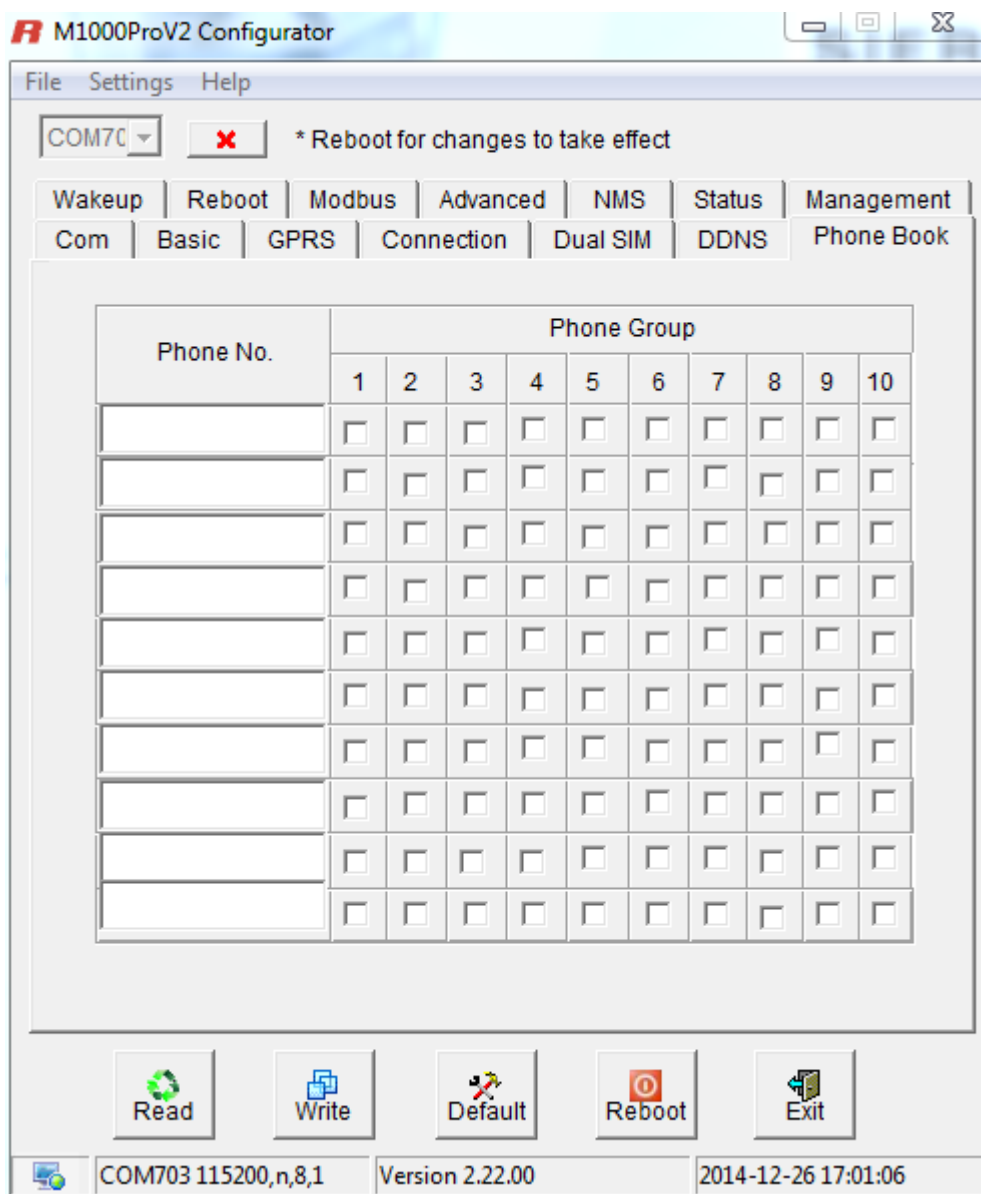 M1000ProV2 Configurator
File Settings Help
COM70 * Reboot for changes to take effect
Wakeup Reboot Modbus Advanced NMS Status Management
Com Basic GPRS Connection Dual SIM DDNS Phone Book
Phone Group
Phone No.
1 2 3 4 5 6 7 8 9 10
Read Write Default Reboot Exit
COM703 115200,n,8,1 Version 2.22.00 2014-12-26 17:01:06